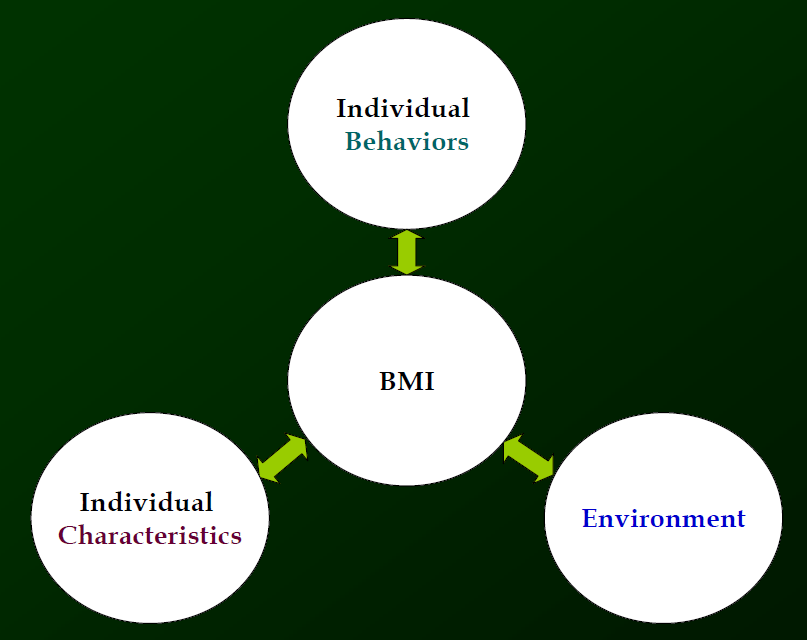 Individual
Behaviors
BMI
Individual
Characteristics
Environment